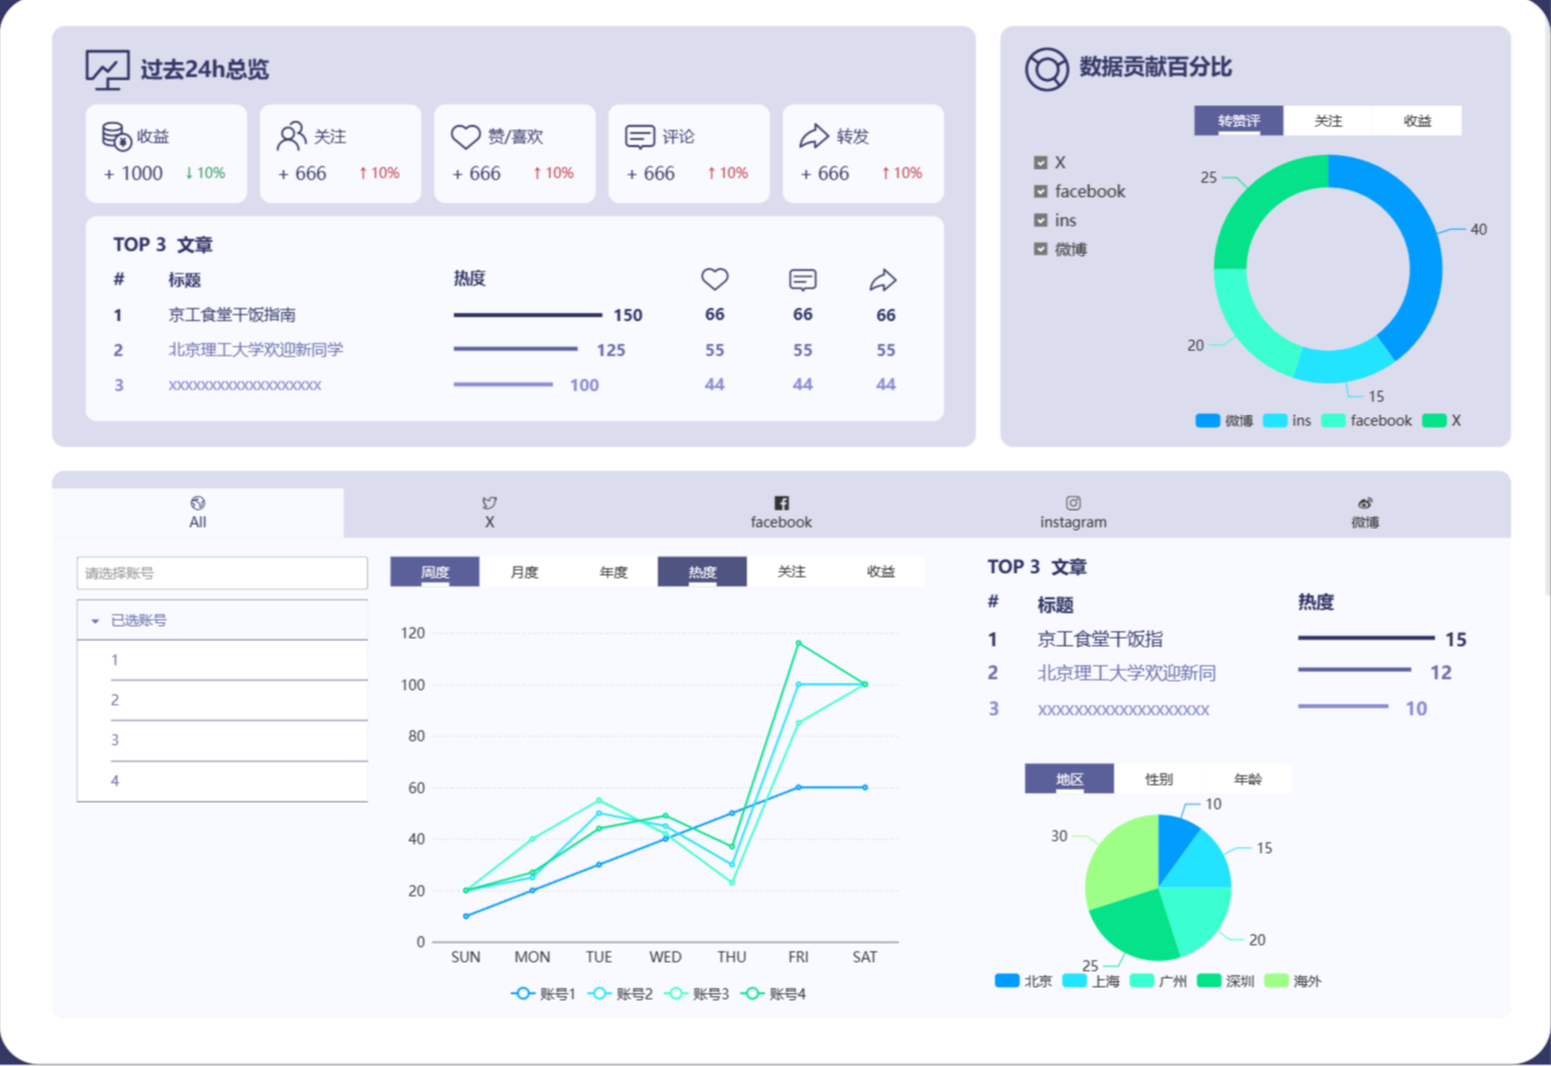 过去24h总览
收益
+ 1000 ↓ 10%
关注
+ 666 ↑ 10%
赞/喜欢
+ 666 ↑ 10%
评论
+ 666 ↑ 10%
转发
+ 666 ↑ 10%
TOP 3 文章
# 标题 热度
1 京工食堂干饭指南 150 66 66 66
2 北京理工大学欢迎新同学 125 55 55 55
3 xxxxxxxxxxxxxxxxxxx 100 44 44 44
数据贡献百分比
转赞评 关注 收益
X
facebook
ins
微博
25
40
20
15
微博 ins facebook X
All
X
facebook
instagram
微博
请选择账号
已选账号
1
2
3
4
周度 月度 年度 热度 关注 收益
120
100
80
60
40
20
0
SUN MON TUE WED THU FRI SAT
账号1 账号2 账号3 账号4
TOP 3 文章
# 标题 热度
1 京工食堂干饭指 15
2 北京理工大学欢迎新同 12
3 xxxxxxxxxxxxxxxxxxx 10
地区 性别 年龄
10
30
15
20
25
北京 上海 广州 深圳 海外